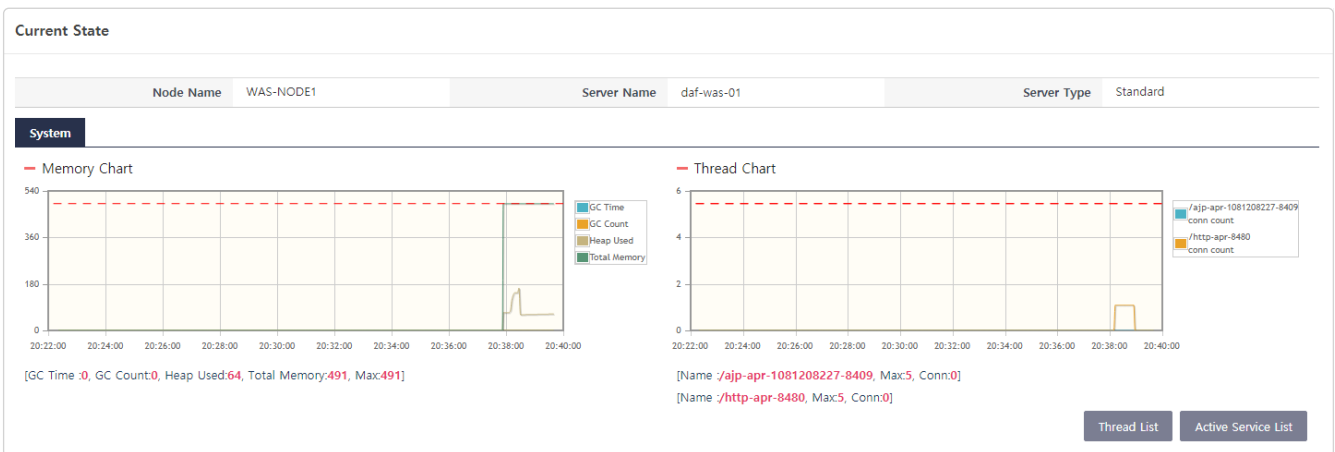 Current State
Node Name WAS-NODE1 Server Name daf-was-01 Server Type Standard
System
Memory Chart
540
360
180
0
20:22:00 20:24:00 20:26:00 20:28:00 20:30:00 20:32:00 20:34:00 20:36:00 20:38:00 20:40:00
GC Time
GC Count
Heap Used
Total Memory
[GC Time :0, GC Count:0, Heap Used:64, Total Memory:491, Max:491]
Thread Chart
6
4
2
0
20:22:00 20:24:00 20:26:00 20:28:00 20:30:00 20:32:00 20:34:00 20:36:00 20:38:00 20:40:00
/ajp-apr-1081208227-8409
conn count
/http-apr-8480
conn count
[Name :/ajp-apr-1081208227-8409, Max:5, Conn:0]
[Name :/http-apr-8480, Max:5, Conn:0]
Thread List Active Service List